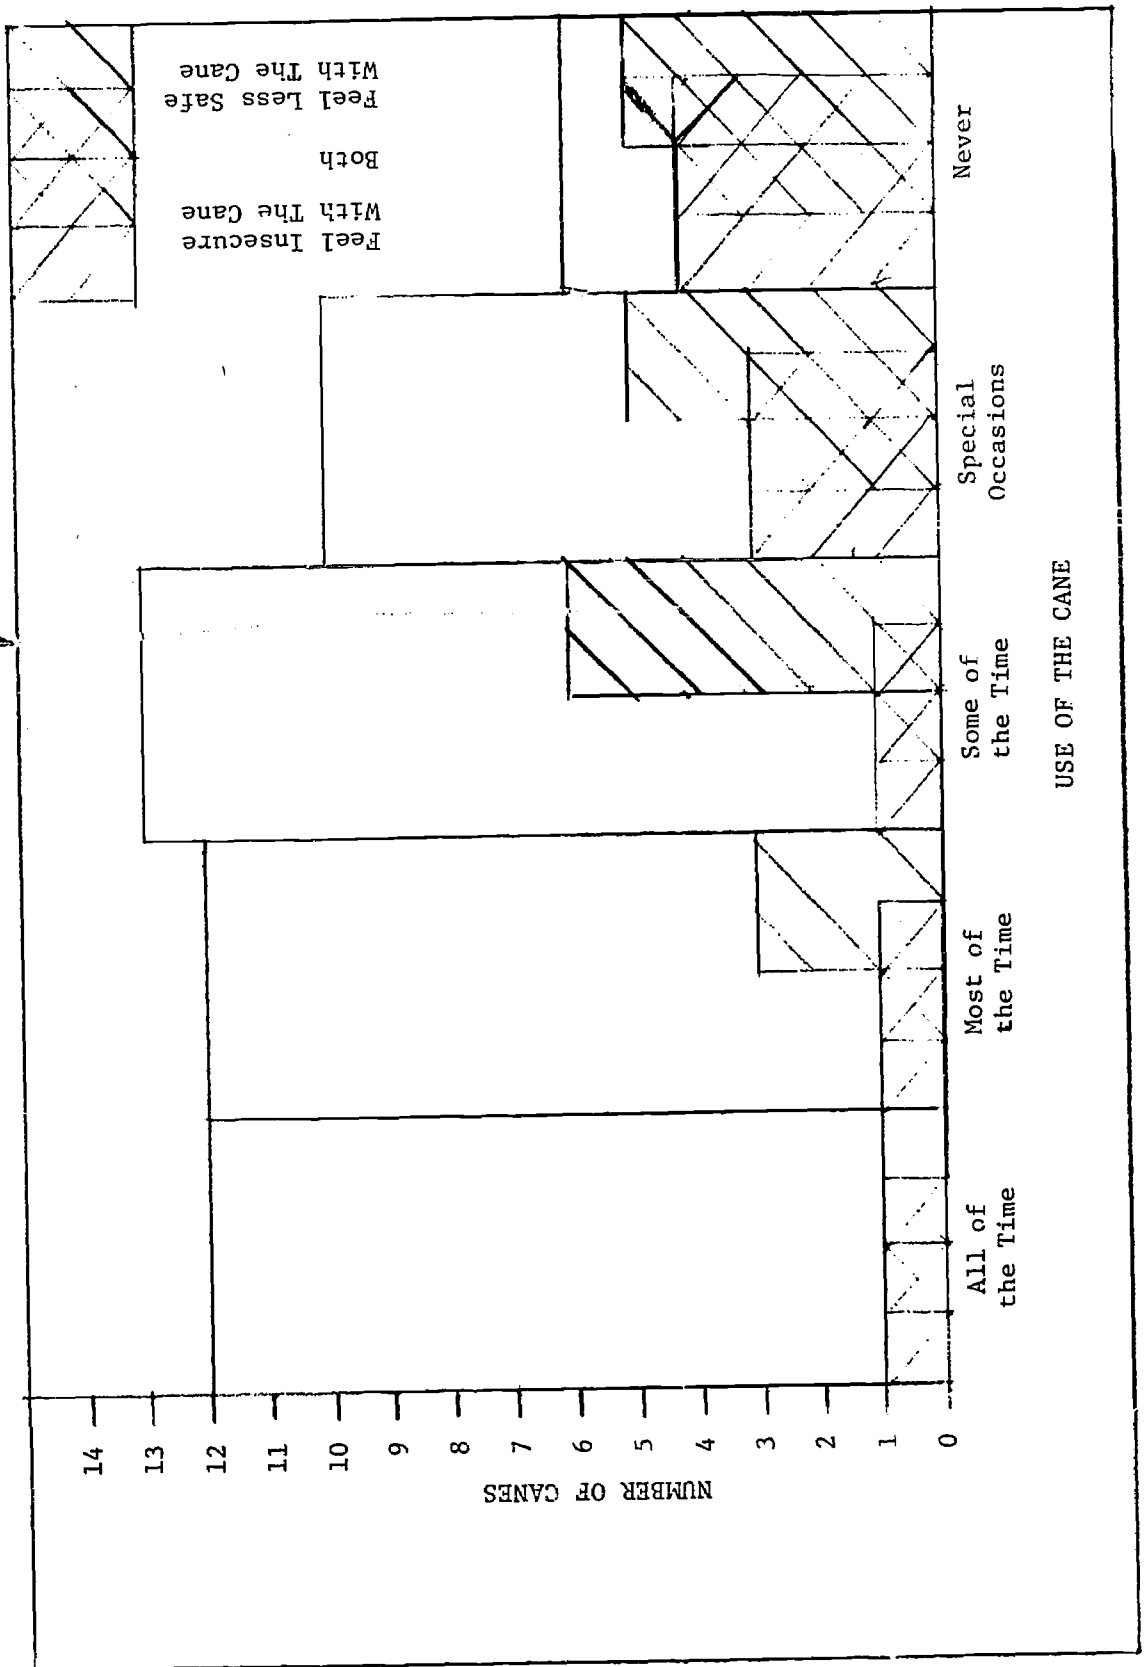 Feel Insecure
With The Cane
Both
Feel Less Safe
With The Cane
NUMBER OF CANES
14
13
12
11
10
9
8
7
6
5
4
3
2
1
0
All of
the Time
Most of
the Time
Some of
the Time
Special
Occasions
Never
USE OF THE CANE